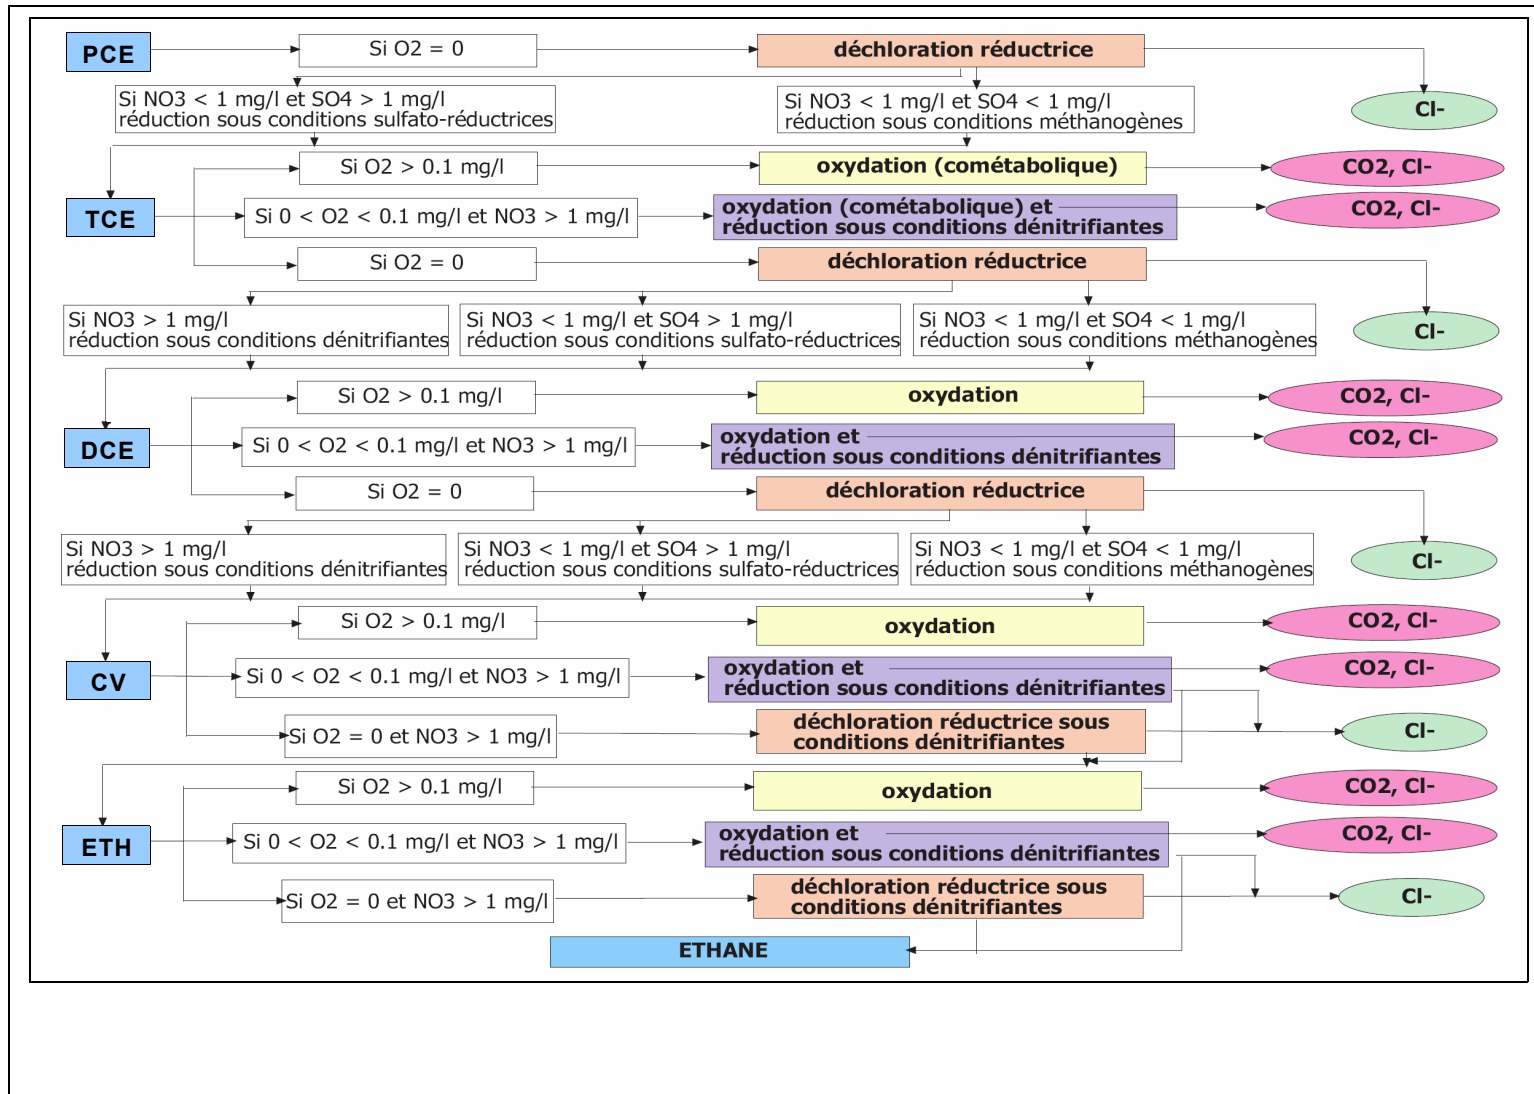 PCE
Si O2 = 0
déchloration réductrice
Si NO3 < 1 mg/l et SO4 > 1 mg/l
réduction sous conditions sulfato-réductrices
Si NO3 < 1 mg/l et SO4 < 1 mg/l
réduction sous conditions méthanogènes
Cl-
TCE
Si O2 > 0.1 mg/l
oxydation (cométabolique)
CO2, Cl-
Si 0 < O2 < 0.1 mg/l et NO3 > 1 mg/l
oxydation (cométabolique) et
réduction sous conditions dénitrifiantes
CO2, Cl-
Si O2 = 0
déchloration réductrice
Si NO3 > 1 mg/l
réduction sous conditions dénitrifiantes
Si NO3 < 1 mg/l et SO4 > 1 mg/l
réduction sous conditions sulfato-réductrices
Si NO3 < 1 mg/l et SO4 < 1 mg/l
réduction sous conditions méthanogènes
Cl-
DCE
Si O2 > 0.1 mg/l
oxydation
CO2, Cl-
Si 0 < O2 < 0.1 mg/l et NO3 > 1 mg/l
oxydation et
réduction sous conditions dénitrifiantes
CO2, Cl-
Si O2 = 0
déchloration réductrice
Si NO3 > 1 mg/l
réduction sous conditions dénitrifiantes
Si NO3 < 1 mg/l et SO4 > 1 mg/l
réduction sous conditions sulfato-réductrices
Si NO3 < 1 mg/l et SO4 < 1 mg/l
réduction sous conditions méthanogènes
Cl-
CV
Si O2 > 0.1 mg/l
oxydation
CO2, Cl-
Si 0 < O2 < 0.1 mg/l et NO3 > 1 mg/l
oxydation et
réduction sous conditions dénitrifiantes
CO2, Cl-
Si O2 = 0 et NO3 > 1 mg/l
déchloration réductrice sous
conditions dénitrifiantes
Cl-
ETH
Si O2 > 0.1 mg/l
oxydation
CO2, Cl-
Si 0 < O2 < 0.1 mg/l et NO3 > 1 mg/l
oxydation et
réduction sous conditions dénitrifiantes
CO2, Cl-
Si O2 = 0 et NO3 > 1 mg/l
déchloration réductrice sous
conditions dénitrifiantes
Cl-
ETHANE